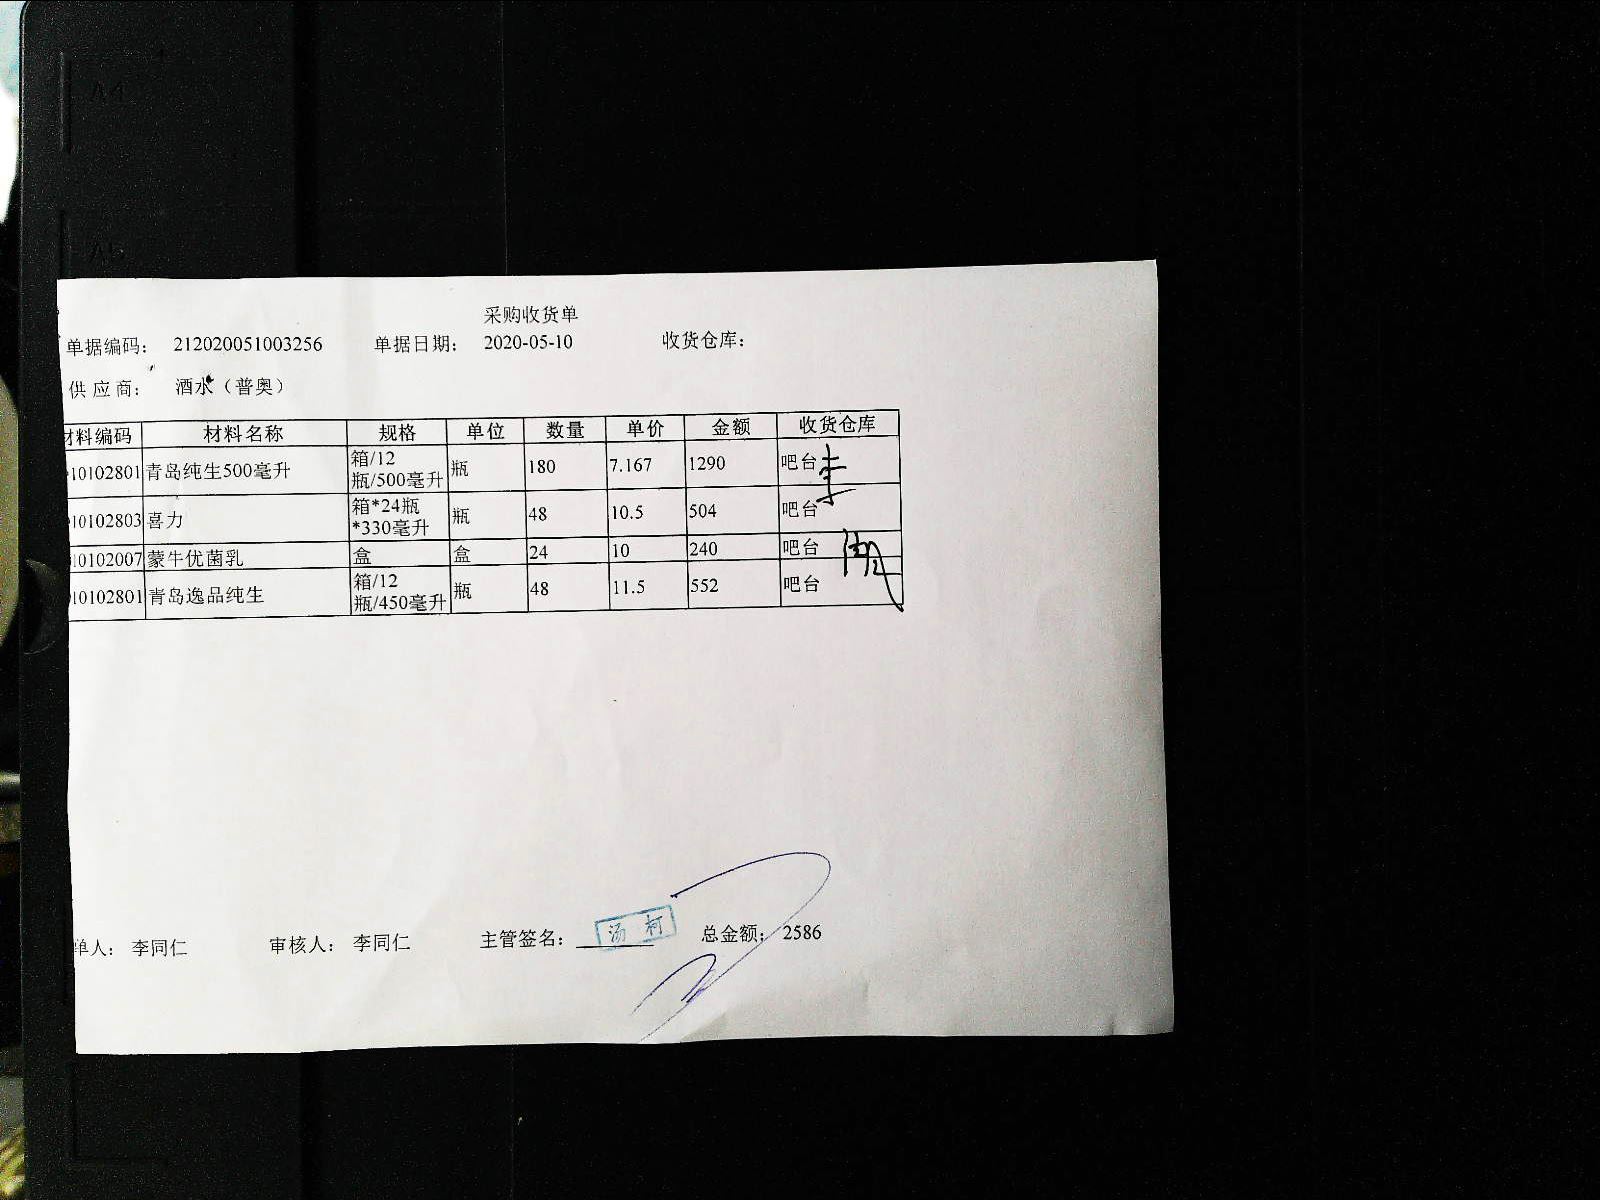 采购收货单
单据编码： 212020051003256 单据日期： 2020-05-10 收货仓库：
供 应 商： 酒水（普奥）
材料编码 材料名称 规格 单位 数量 单价 金额 收货仓库
10102801 青岛纯生500毫升 箱/12瓶/500毫升 瓶 180 7.167 1290 吧台
10102803 喜力 箱*24瓶*330毫升 瓶 48 10.5 504 吧台
10102007 蒙牛优菌乳 盒 盒 24 10 240 吧台
10102801 青岛逸品纯生 箱/12瓶/450毫升 瓶 48 11.5 552 吧台
单人： 李同仁 审核人： 李同仁 主管签名： 汤柯 总金额： 2586
A4
A5